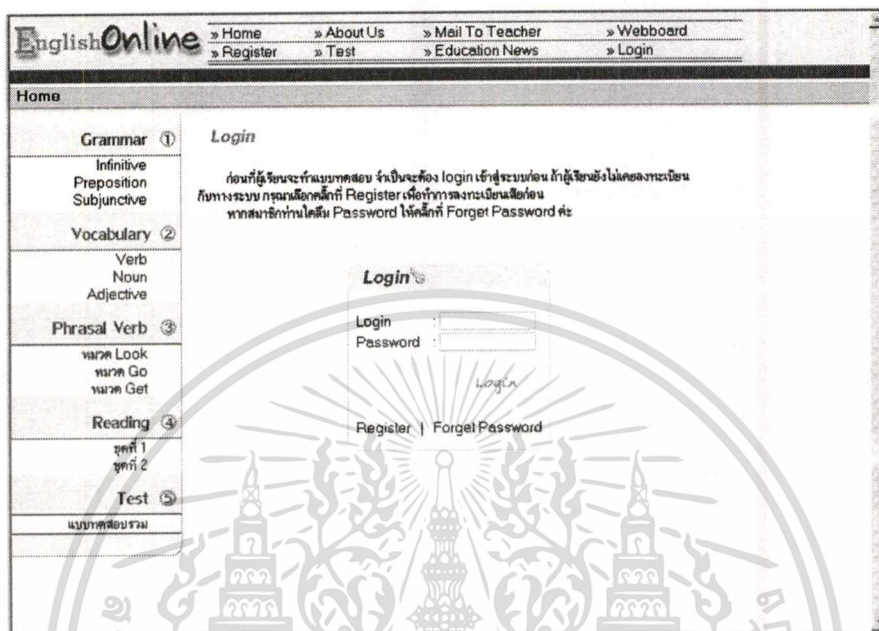 EnglishOnline
» Home » About Us » Mail To Teacher » Webboard
» Register » Test » Education News » Login
Home
Grammar ①
Infinitive
Preposition
Subjunctive
Vocabulary ②
Verb
Noun
Adjective
Phrasal Verb ③
หมวด Look
หมวด Go
หมวด Get
Reading ④
ชุดที่ 1
ชุดที่ 2
Test ⑤
แบบทดสอบรวม
Login
ก่อนที่ผู้เรียนจะทำแบบทดสอบ จำเป็นจะต้อง login เข้าสู่ระบบก่อน ถ้าผู้เรียนยังไม่เคยลงทะเบียน
กับทางระบบ กรุณาเลือกคลิ้กที่ Register เพื่อทำการลงทะเบียนเสียก่อน
หากสมาชิกท่านใดลืม Password ให้คลิ้กที่ Forget Password ค่ะ
Login
Login :
Password :
Login
Register | Forget Password